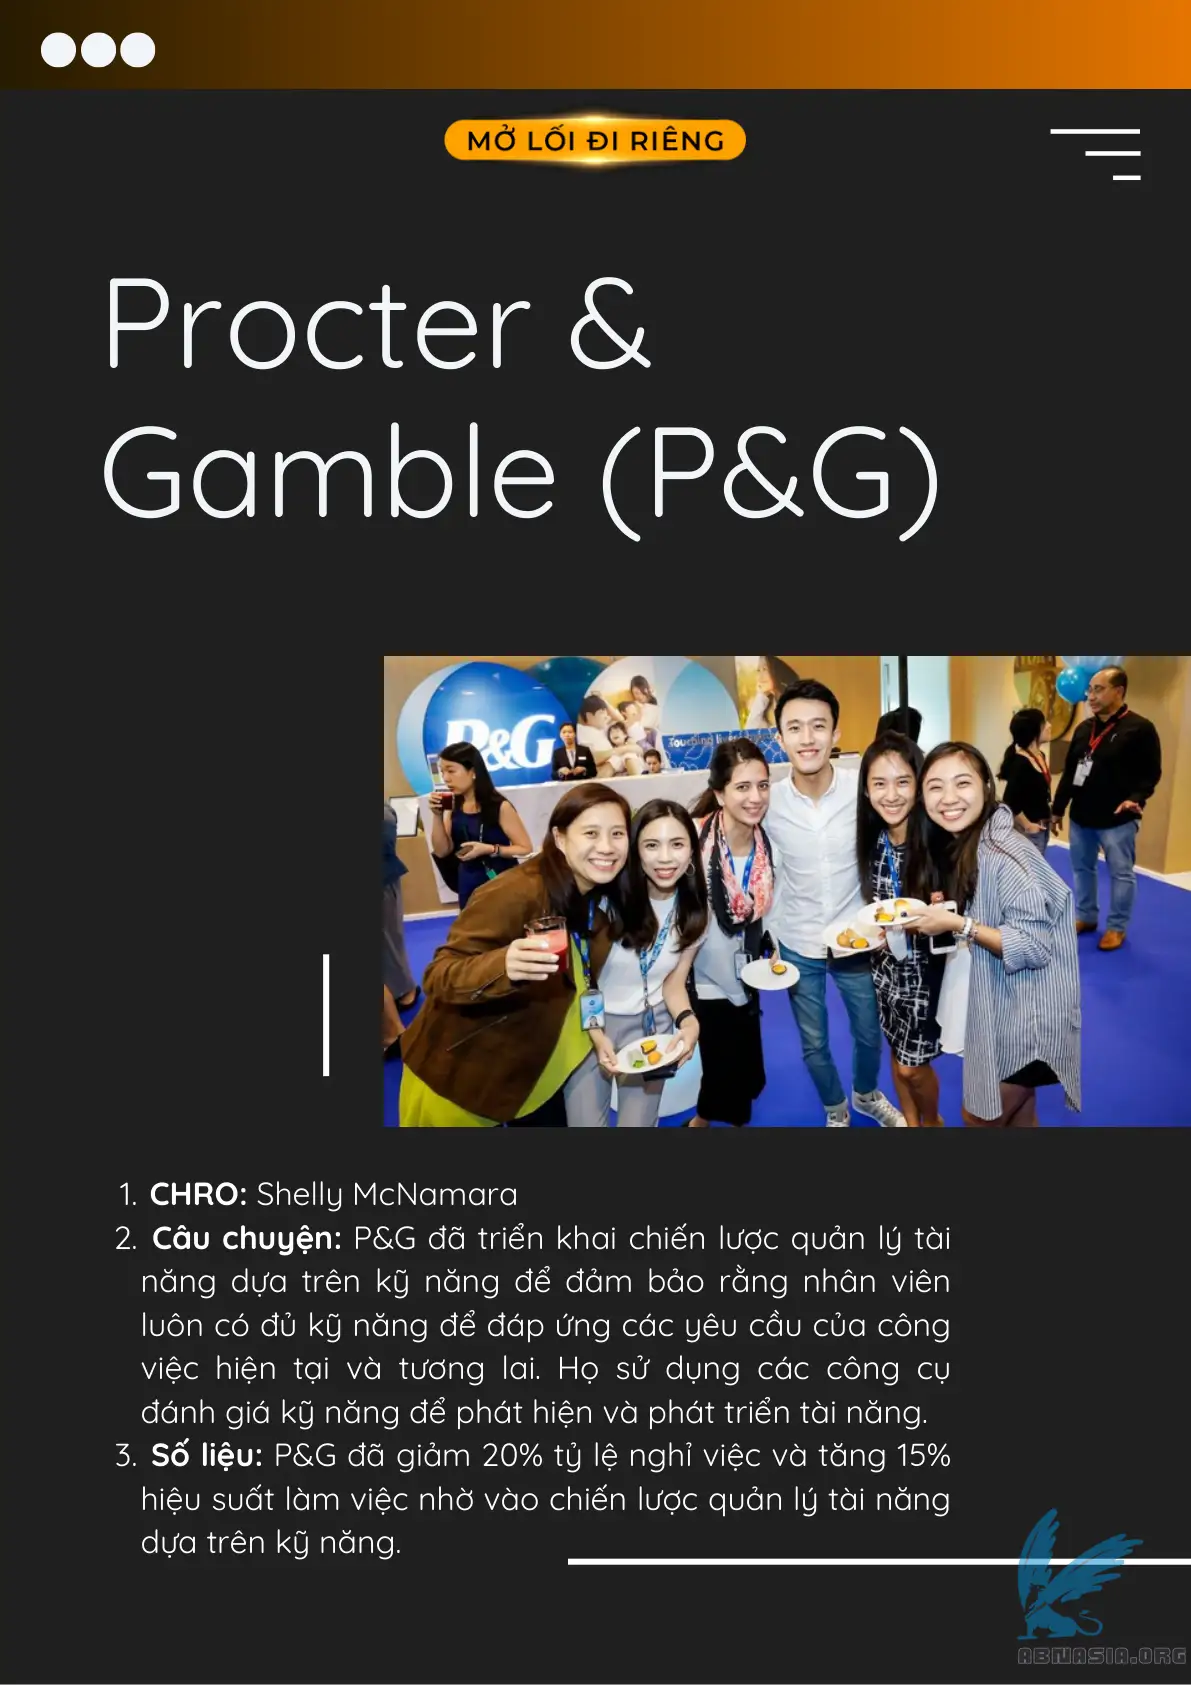 MỞ LỐI ĐI RIÊNG
Procter &
Gamble (P&G)
P&G
Touching
1. CHRO: Shelly McNamara
2. Câu chuyện: P&G đã triển khai chiến lược quản lý tài
năng dựa trên kỹ năng để đảm bảo rằng nhân viên
luôn có đủ kỹ năng để đáp ứng các yêu cầu của công
việc hiện tại và tương lai. Họ sử dụng các công cụ
đánh giá kỹ năng để phát hiện và phát triển tài năng.
3. Số liệu: P&G đã giảm 20% tỷ lệ nghỉ việc và tăng 15%
hiệu suất làm việc nhờ vào chiến lược quản lý tài năng
dựa trên kỹ năng.
ABNASIA.ORG